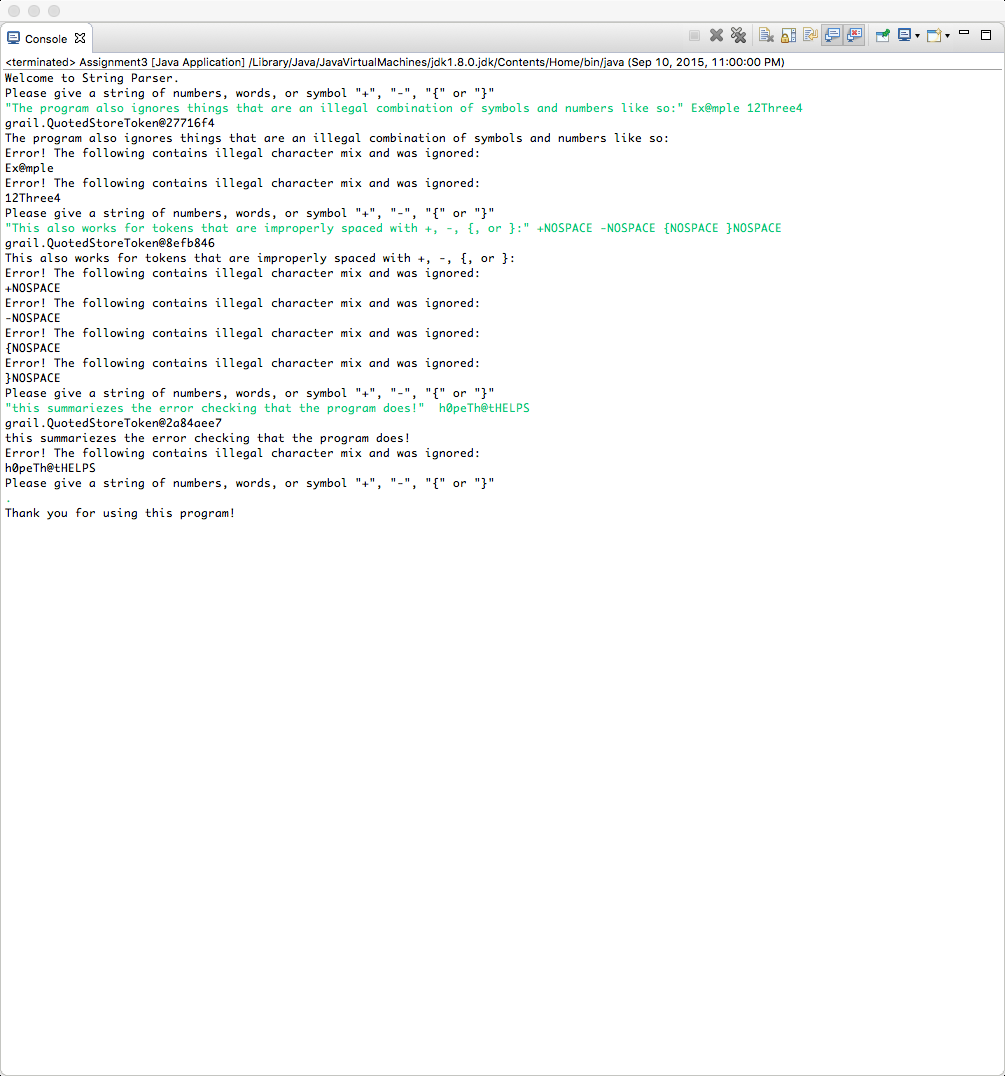 Console
<terminated> Assignment3 [Java Application] /Library/Java/JavaVirtualMachines/jdk1.8.0.jdk/Contents/Home/bin/java (Sep 10, 2015, 11:00:00 PM)
Welcome to String Parser.
Please give a string of numbers, words, or symbol "+", "-", "{" or "}"
"The program also ignores things that are an illegal combination of symbols and numbers like so:" Ex@mple 12Three4
grail.QuotedStoreToken@27716f4
The program also ignores things that are an illegal combination of symbols and numbers like so:
Error! The following contains illegal character mix and was ignored:
Ex@mple
Error! The following contains illegal character mix and was ignored:
12Three4
Please give a string of numbers, words, or symbol "+", "-", "{" or "}"
"This also works for tokens that are improperly spaced with +, -, {, or }:" +NOSPACE -NOSPACE {NOSPACE }NOSPACE
grail.QuotedStoreToken@8efb846
This also works for tokens that are improperly spaced with +, -, {, or }:
Error! The following contains illegal character mix and was ignored:
+NOSPACE
Error! The following contains illegal character mix and was ignored:
-NOSPACE
Error! The following contains illegal character mix and was ignored:
{NOSPACE
Error! The following contains illegal character mix and was ignored:
}NOSPACE
Please give a string of numbers, words, or symbol "+", "-", "{" or "}"
"this summariezes the error checking that the program does!"  h0peTh@tHELPS
grail.QuotedStoreToken@2a84aee7
this summariezes the error checking that the program does!
Error! The following contains illegal character mix and was ignored:
h0peTh@tHELPS
Please give a string of numbers, words, or symbol "+", "-", "{" or "}"
.
Thank you for using this program!